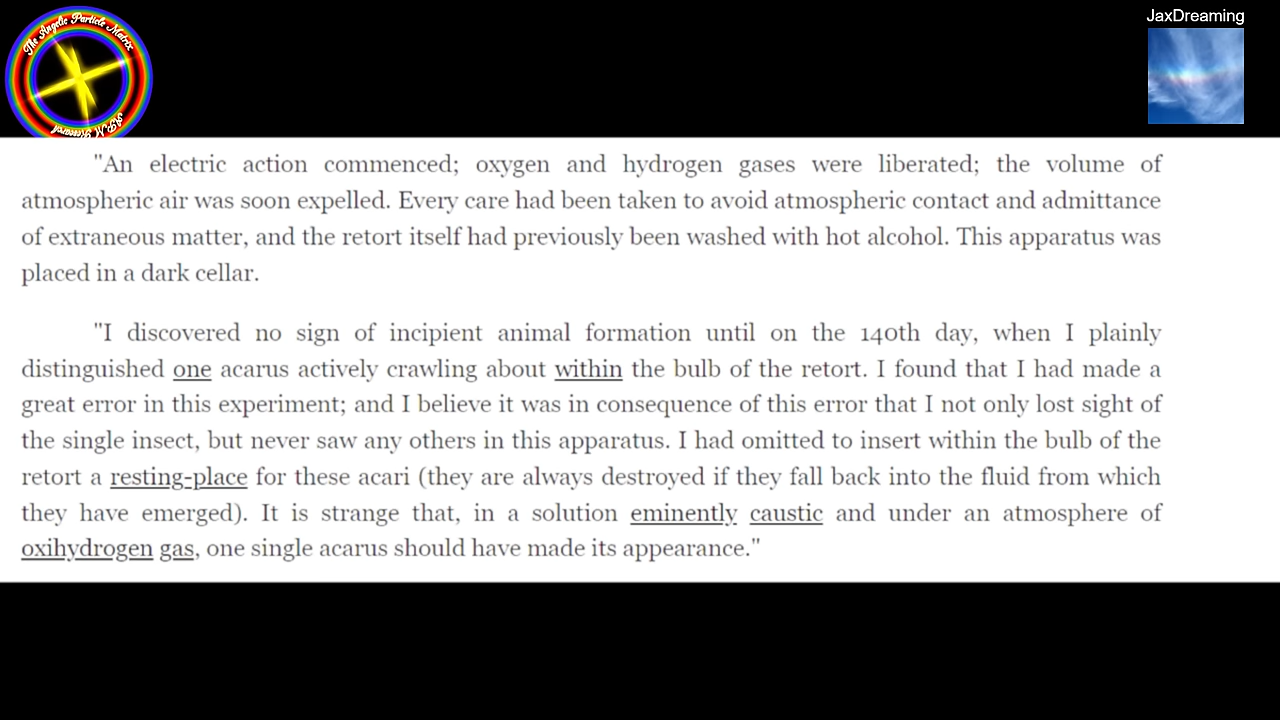 The Angelic Particle Matrix
JaxDreaming
"An electric action commenced; oxygen and hydrogen gases were liberated; the volume of
atmospheric air was soon expelled. Every care had been taken to avoid atmospheric contact and admittance
of extraneous matter, and the retort itself had previously been washed with hot alcohol. This apparatus was
placed in a dark cellar.
"I discovered no sign of incipient animal formation until on the 140th day, when I plainly
distinguished one acarus actively crawling about within the bulb of the retort. I found that I had made a
great error in this experiment; and I believe it was in consequence of this error that I not only lost sight of
the single insect, but never saw any others in this apparatus. I had omitted to insert within the bulb of the
retort a resting-place for these acari (they are always destroyed if they fall back into the fluid from which
they have emerged). It is strange that, in a solution eminently caustic and under an atmosphere of
oxihydrogen gas, one single acarus should have made its appearance."